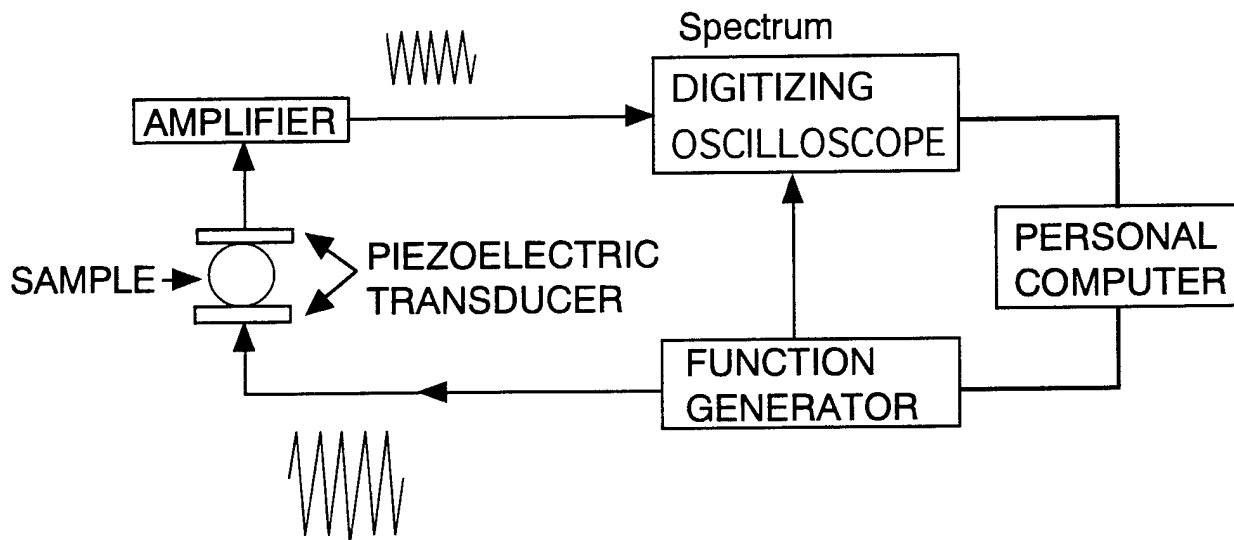 Spectrum
DIGITIZING
OSCILLOSCOPE
AMPLIFIER
PERSONAL
COMPUTER
SAMPLE
PIEZOELECTRIC
TRANSDUCER
FUNCTION
GENERATOR